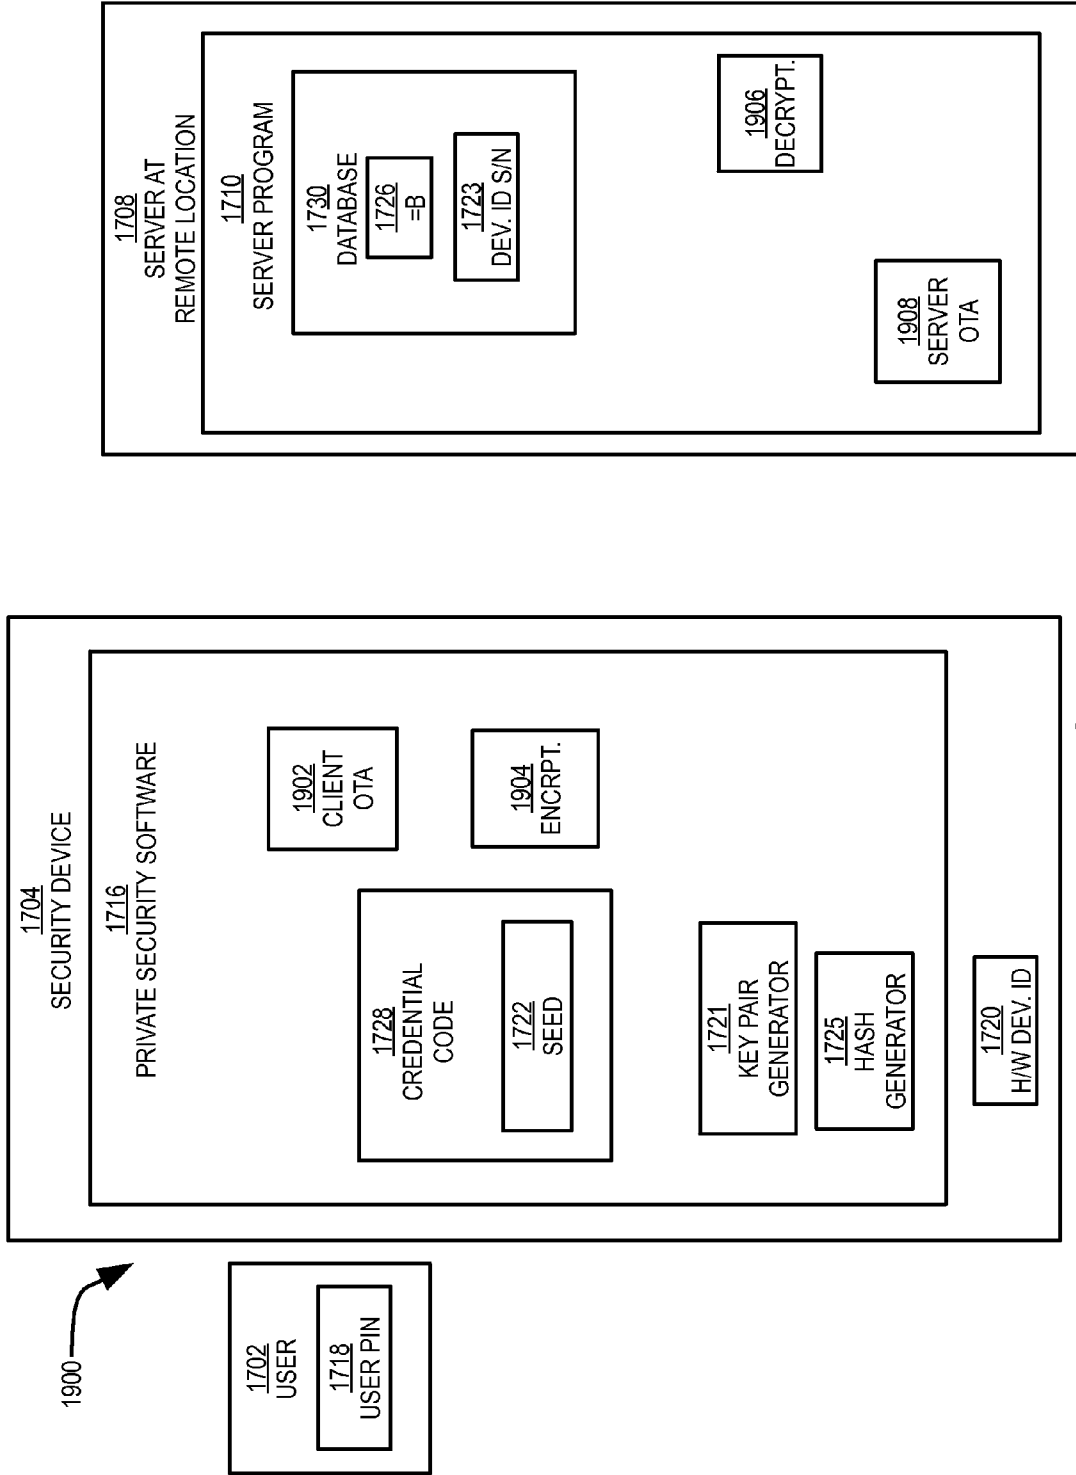 1900
1702
USER
1718
USER PIN
1704
SECURITY DEVICE
1716
PRIVATE SECURITY SOFTWARE
1728
CREDENTIAL
CODE
1722
SEED
1902
CLIENT
OTA
1904
ENCRPT.
1721
KEY PAIR
GENERATOR
1725
HASH
GENERATOR
1720
H/W DEV. ID
1708
SERVER AT
REMOTE LOCATION
1710
SERVER PROGRAM
1730
DATABASE
1726
=B
1723
DEV. ID S/N
1906
DECRYPT.
1908
SERVER
OTA